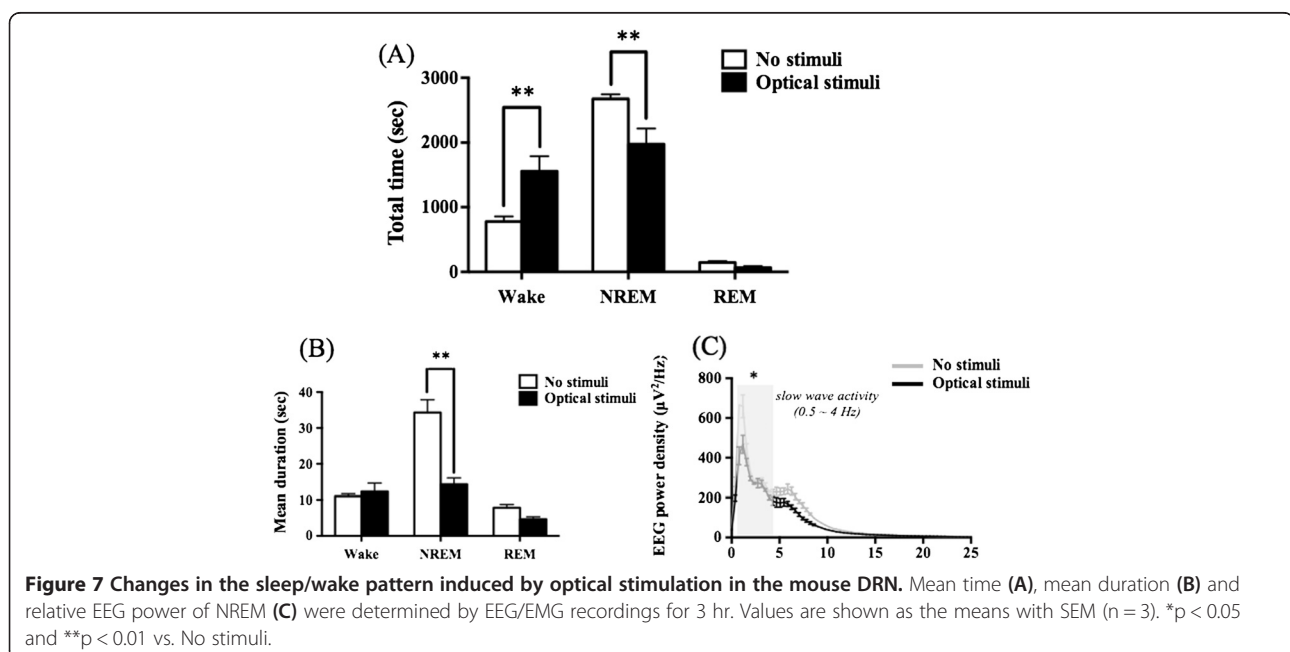 (A)
**
**
No stimuli
Optical stimuli
Total time (sec)
3000
2000
1000
0
Wake NREM REM
(B)
**
No stimuli
Optical stimuli
Mean duration (sec)
40
30
20
10
0
Wake NREM REM
(C)
No stimuli
Optical stimuli
*
slow wave activity
(0.5 ~ 4 Hz)
EEG power density (µV²/Hz)
800
600
400
200
0
0 5 10 15 20 25
Figure 7 Changes in the sleep/wake pattern induced by optical stimulation in the mouse DRN. Mean time (A), mean duration (B) and
relative EEG power of NREM (C) were determined by EEG/EMG recordings for 3 hr. Values are shown as the means with SEM (n = 3). *p < 0.05
and **p < 0.01 vs. No stimuli.